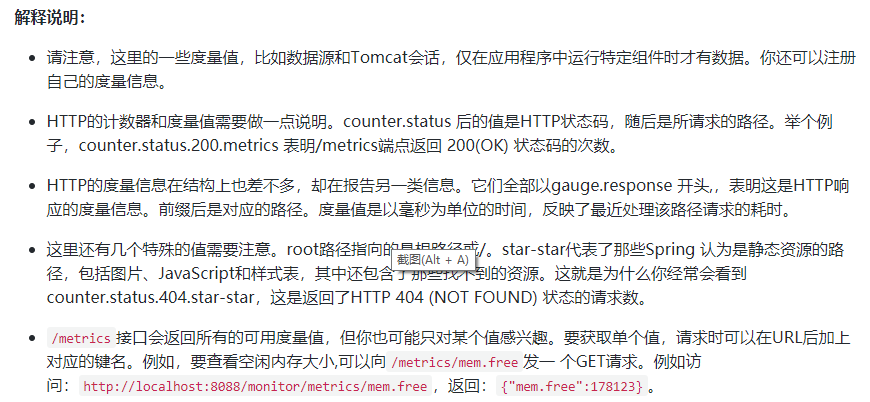 解释说明：
请注意，这里的一些度量值，比如数据源和Tomcat会话，仅在应用程序中运行特定组件时才有数据。你还可以注册
自己的度量信息。
HTTP的计数器和度量值需要做一点说明。counter.status 后的值是HTTP状态码，随后是所请求的路径。举个例
子，counter.status.200.metrics 表明/metrics端点返回 200(OK) 状态码的次数。
HTTP的度量信息在结构上也差不多，却在报告另一类信息。它们全部以gauge.response 开头,，表明这是HTTP响
应的度量信息。前缀后是对应的路径。度量值是以毫秒为单位的时间，反映了最近处理该路径请求的耗时。
这里还有几个特殊的值需要注意。root路径指向的是根路径或/。star-star代表了那些Spring 认为是静态资源的路
截图(Alt + A)
径，包括图片、JavaScript和样式表，其中还包含了那些找不到的资源。这就是为什么你经常会看到
counter.status.404.star-star，这是返回了HTTP 404 (NOT FOUND) 状态的请求数。
/metrics 接口会返回所有的可用度量值，但你也可能只对某个值感兴趣。要获取单个值，请求时可以在URL后加上
对应的键名。例如，要查看空闲内存大小,可以向 /metrics/mem.free 发一 个GET请求。例如访
问： http://localhost:8088/monitor/metrics/mem.free ，返回： {"mem.free":178123} 。